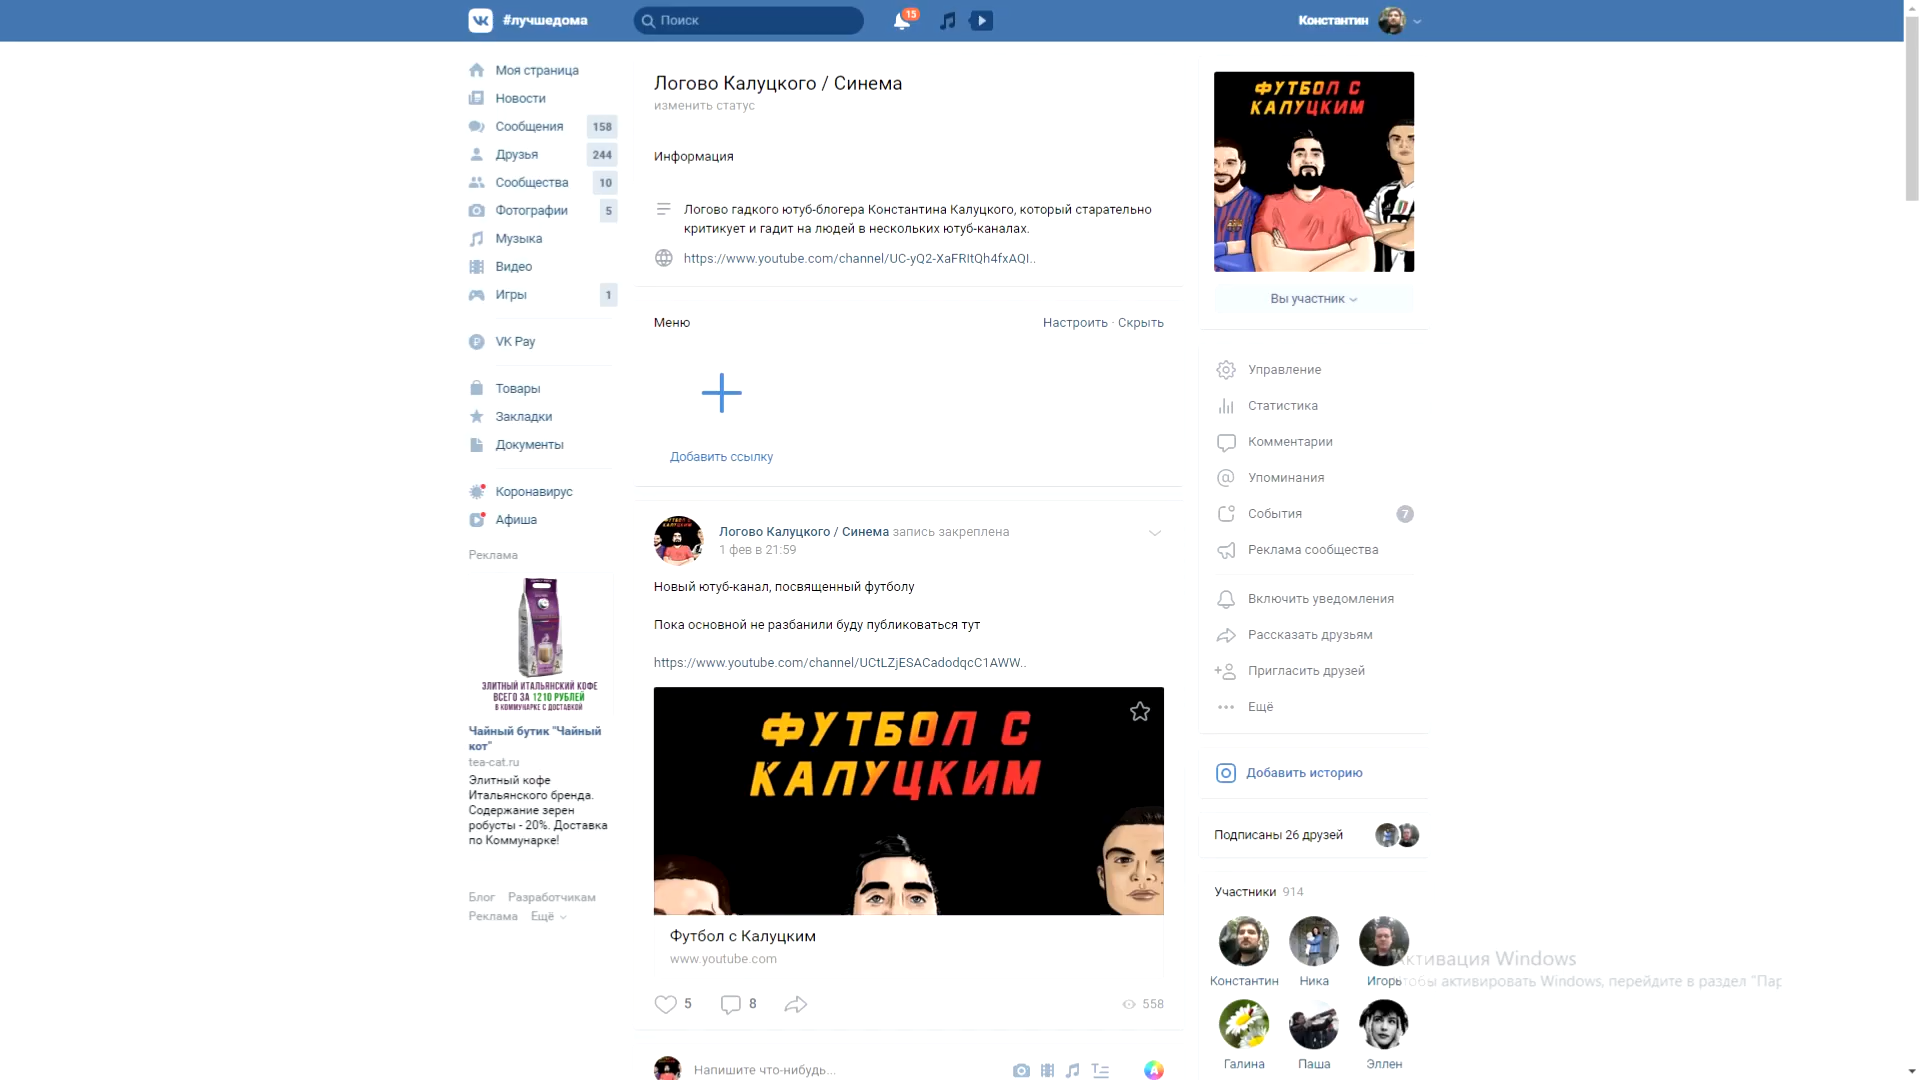 #лучшедома
Поиск
15
Константин
Моя страница
Новости
Сообщения 158
Друзья 244
Сообщества 10
Фотографии 5
Музыка
Видео
Игры 1
VK Pay
Товары
Закладки
Документы
Коронавирус
Афиша
Реклама
ЭЛИТНЫЙ ИТАЛЬЯНСКИЙ КОФЕ
ВСЕГО ЗА 1210 РУБЛЕЙ
В КОММУНАРКЕ С ДОСТАВКОЙ
Чайный бутик "Чайный
кот"
tea-cat.ru
Элитный кофе
Итальянского бренда.
Содержание зерен
робусты - 20%. Доставка
по Коммунарке!
Блог Разработчикам
Реклама Ещё
Логово Калуцкого / Синема
изменить статус
Информация
Логово гадкого ютуб-блогера Константина Калуцкого, который старательно
критикует и гадит на людей в нескольких ютуб-каналах.
https://www.youtube.com/channel/UC-yQ2-XaFRItQh4fxAQI..
Меню
Настроить · Скрыть
Добавить ссылку
Логово Калуцкого / Синема запись закреплена
1 фев в 21:59
Новый ютуб-канал, посвященный футболу
Пока основной не разбанили буду публиковаться тут
https://www.youtube.com/channel/UCtLZjESACadodqcC1AWW..
ФУТБОЛ С
КАЛУЦКИМ
Футбол с Калуцким
www.youtube.com
5 8 558
Напишите что-нибудь...
ФУТБОЛ С
КАЛУЦКИМ
Вы участник
Управление
Статистика
Комментарии
Упоминания
События 7
Реклама сообщества
Включить уведомления
Рассказать друзьям
Пригласить друзей
Ещё
Добавить историю
Подписаны 26 друзей
Участники 914
Константин Ника Игорь
Галина Паша Эллен
Активация Windows
Чтобы активировать Windows, перейдите в раздел "Пар